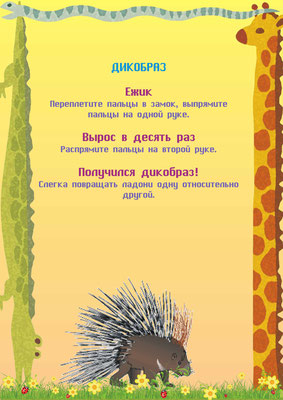 ДИКОБРАЗ
Ежик
Переплетите пальцы в замок, выпрямите
пальцы на одной руке.
Вырос в десять раз
Распрямите пальцы на второй руке.
Получился дикобраз!
Слегка повращать ладони одну относительно
другой.